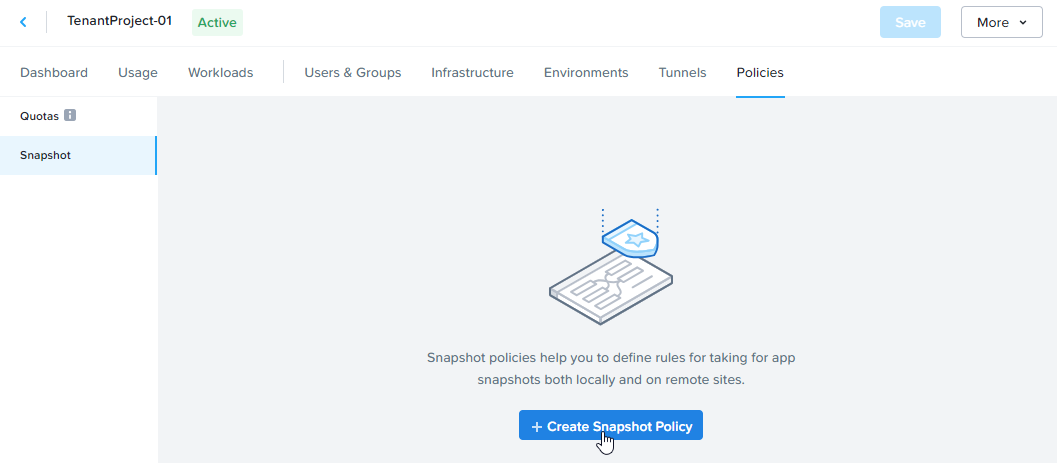 TenantProject-01 Active Save More
Dashboard Usage Workloads Users & Groups Infrastructure Environments Tunnels Policies
Quotas
Snapshot
Snapshot policies help you to define rules for taking for app
snapshots both locally and on remote sites.
+ Create Snapshot Policy